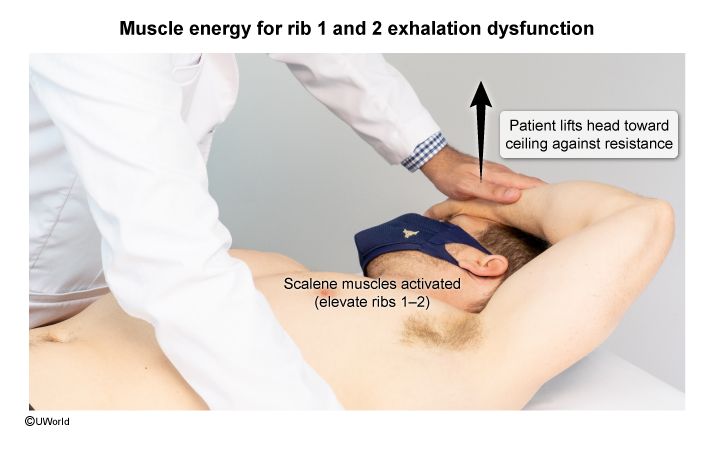 Muscle energy for rib 1 and 2 exhalation dysfunction
Patient lifts head toward
ceiling against resistance
Scalene muscles activated
(elevate ribs 1–2)
©UWorld